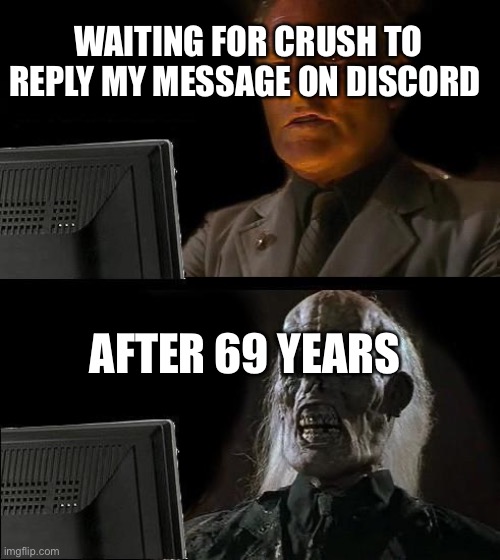 WAITING FOR CRUSH TO
REPLY MY MESSAGE ON DISCORD
AFTER 69 YEARS
imgflip.com